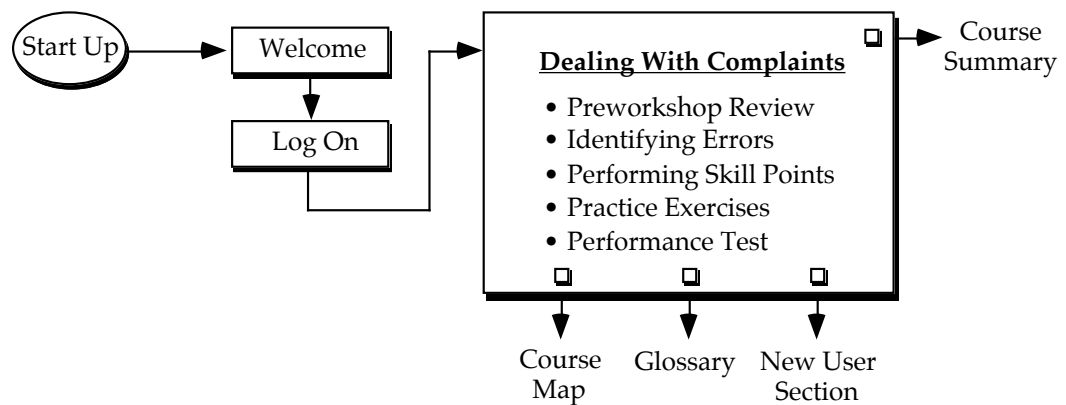 Start Up
Welcome
Log On
Dealing With Complaints
• Preworkshop Review
• Identifying Errors
• Performing Skill Points
• Practice Exercises
• Performance Test
Course
Summary
Course
Map
Glossary
New User
Section